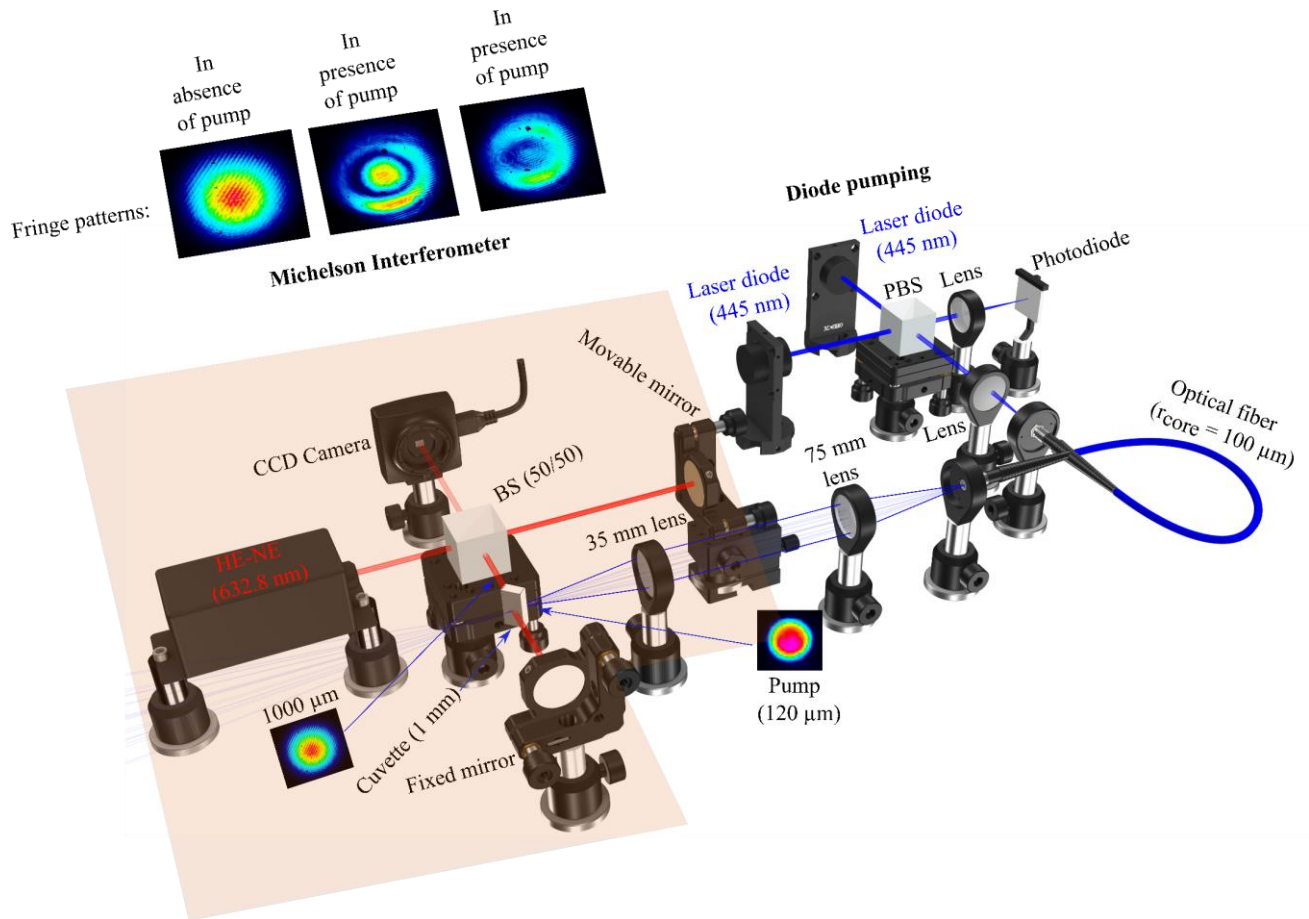 In
absence
of pump
In
presence
of pump
In
presence
of pump
Fringe patterns:
Michelson Interferometer
Diode pumping
Laser diode
(445 nm)
Laser diode
(445 nm)
PBS
Lens
Photodiode
Movable mirror
CCD Camera
BS (50/50)
Lens
Optical fiber
(rcore = 100 µm)
75 mm
lens
35 mm lens
HE-NE
(632.8 nm)
1000 µm
Cuvette (1 mm)
Fixed mirror
Pump
(120 µm)